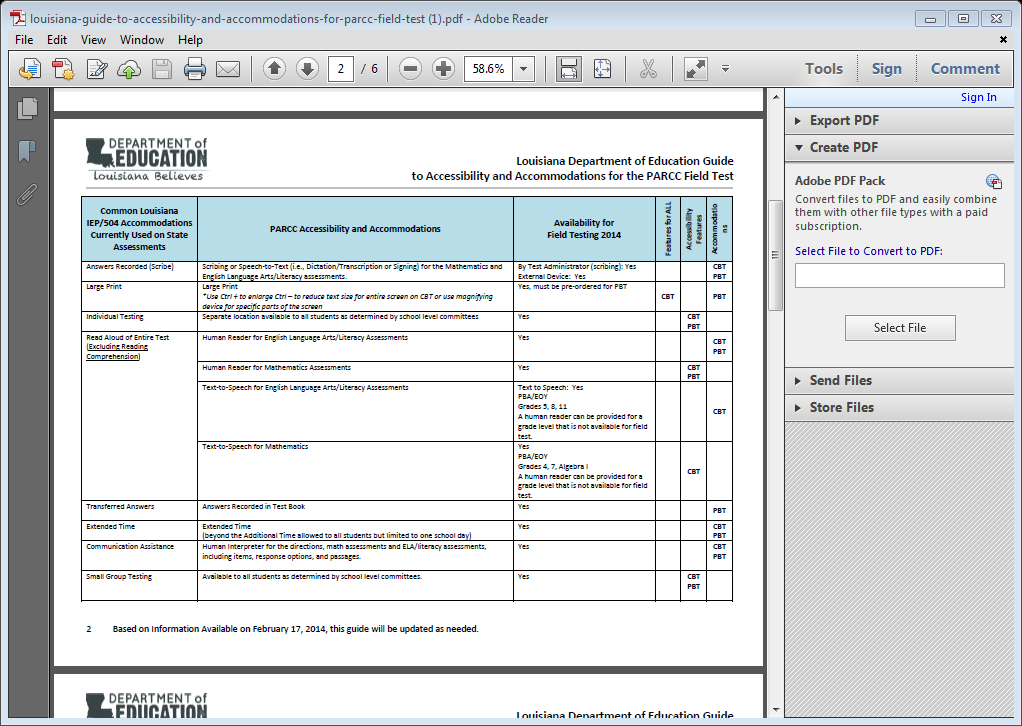 louisiana-guide-to-accessibility-and-accommodations-for-parcc-field-test (1).pdf - Adobe Reader
File Edit View Window Help
2 / 6 58.6% Tools Sign Comment
Sign In
Export PDF
Create PDF
Adobe PDF Pack
Convert files to PDF and easily combine
them with other file types with a paid
subscription.
Select File to Convert to PDF:
Select File
Send Files
Store Files
DEPARTMENT of
EDUCATION
Louisiana Believes
Louisiana Department of Education Guide
to Accessibility and Accommodations for the PARCC Field Test
Common Louisiana
IEP/504 Accommodations
Currently Used on State
Assessments
PARCC Accessibility and Accommodations
Availability for
Field Testing 2014
Features for ALL
Accessibility
Features
Accommodatio
ns
Answers Recorded (Scribe)
Scribing or Speech-to-Text (i.e., Dictation/Transcription or Signing) for the Mathematics and
English Language Arts/Literacy assessments.
By Test Administrator (scribing): Yes
External Device: Yes
CBT
PBT
Large Print
Large Print
*Use Ctrl + to enlarge Ctrl – to reduce text size for entire screen on CBT or use magnifying
device for specific parts of the screen
Yes, must be pre-ordered for PBT
CBT
PBT
Individual Testing
Separate location available to all students as determined by school level committees
Yes
CBT
PBT
Read Aloud of Entire Test
(Excluding Reading
Comprehension)
Human Reader for English Language Arts/Literacy Assessments
Yes
CBT
PBT
Human Reader for Mathematics Assessments
Yes
CBT
PBT
Text-to-Speech for English Language Arts/Literacy Assessments
Text to Speech: Yes
PBA/EOY
Grades 5, 8, 11
A human reader can be provided for a
grade level that is not available for field
test.
CBT
Text-to-Speech for Mathematics
Yes
PBA/EOY
Grades 4, 7, Algebra I
A human reader can be provided for a
grade level that is not available for field
test.
CBT
Transferred Answers
Answers Recorded in Test Book
Yes
PBT
Extended Time
Extended Time
(beyond the Additional Time allowed to all students but limited to one school day)
Yes
CBT
PBT
Communication Assistance
Human Interpreter for the directions, math assessments and ELA/literacy assessments,
including items, response options, and passages.
Yes
CBT
PBT
Small Group Testing
Available to all students as determined by school level committees.
Yes
CBT
PBT
2 Based on Information Available on February 17, 2014, this guide will be updated as needed.
DEPARTMENT of
EDUCATION
Louisiana Department of Education Guide